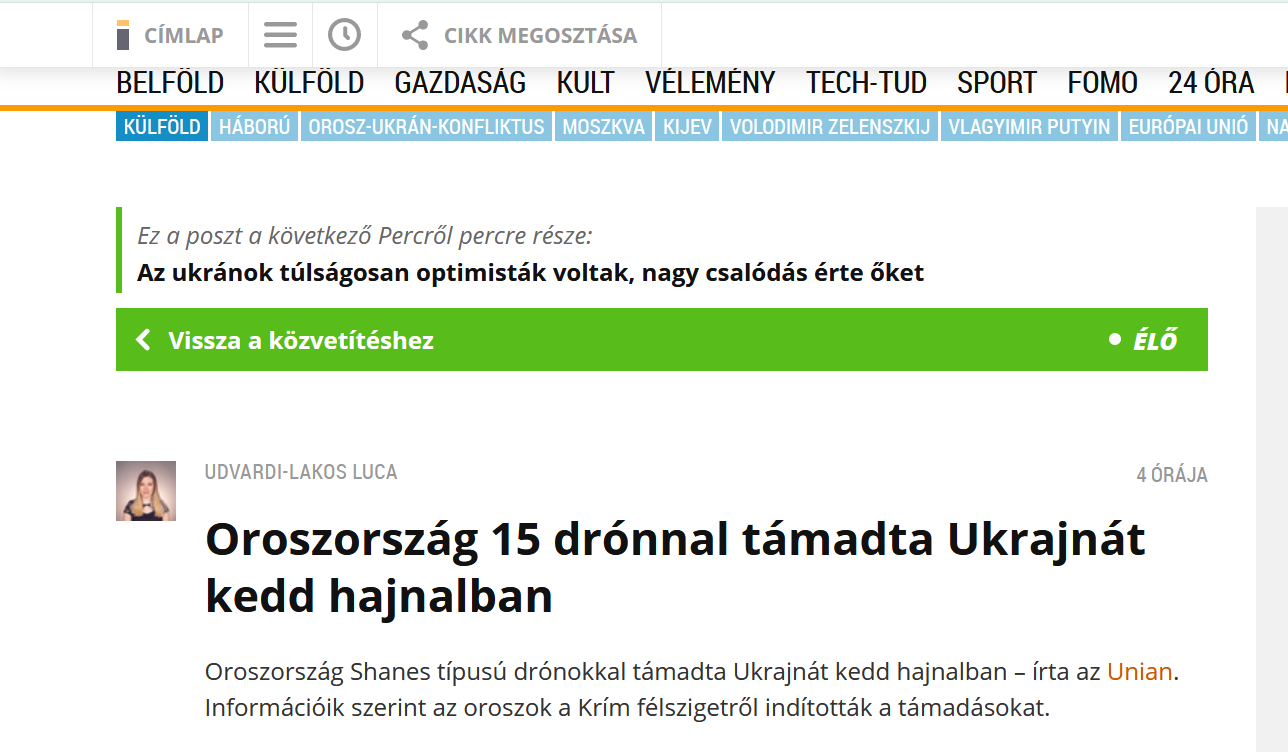 CÍMLAP
CIKK MEGOSZTÁSA
BELFÖLD KÜLFÖLD GAZDASÁG KULT VÉLEMÉNY TECH-TUD SPORT FOMO 24 ÓRA
KÜLFÖLD HÁBORÚ OROSZ-UKRÁN-KONFLIKTUS MOSZKVA KIJEV VOLODIMIR ZELENSZKIJ VLAGYIMIR PUTYIN EURÓPAI UNIÓ
Ez a poszt a következő Percről percre része:
Az ukránok túlságosan optimisták voltak, nagy csalódás érte őket
Vissza a közvetítéshez
ÉLŐ
UDVARDI-LAKOS LUCA
4 ÓRÁJA
Oroszország 15 drónnal támadta Ukrajnát
kedd hajnalban
Oroszország Shanes típusú drónokkal támadta Ukrajnát kedd hajnalban – írta az Unian.
Információik szerint az oroszok a Krím félszigetről indították a támadásokat.